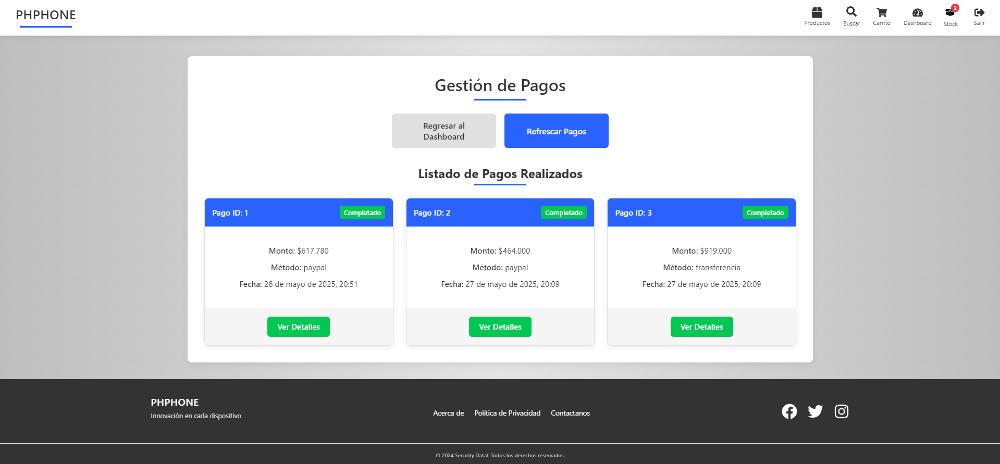 PHPHONE
Productos
Buscar
Carrito
Dashboard
2
Stock
Salir
Gestión de Pagos
Regresar al
Dashboard
Refrescar Pagos
Listado de Pagos Realizados
Pago ID: 1
Completado
Monto: $617.780
Método: paypal
Fecha: 26 de mayo de 2025, 20:51
Ver Detalles
Pago ID: 2
Completado
Monto: $464.000
Método: paypal
Fecha: 27 de mayo de 2025, 20:09
Ver Detalles
Pago ID: 3
Completado
Monto: $919.000
Método: transferencia
Fecha: 27 de mayo de 2025, 20:09
Ver Detalles
PHPHONE
Innovación en cada dispositivo
Acerca de
Política de Privacidad
Contactanos
© 2024 Security Datal. Todos los derechos reservados.